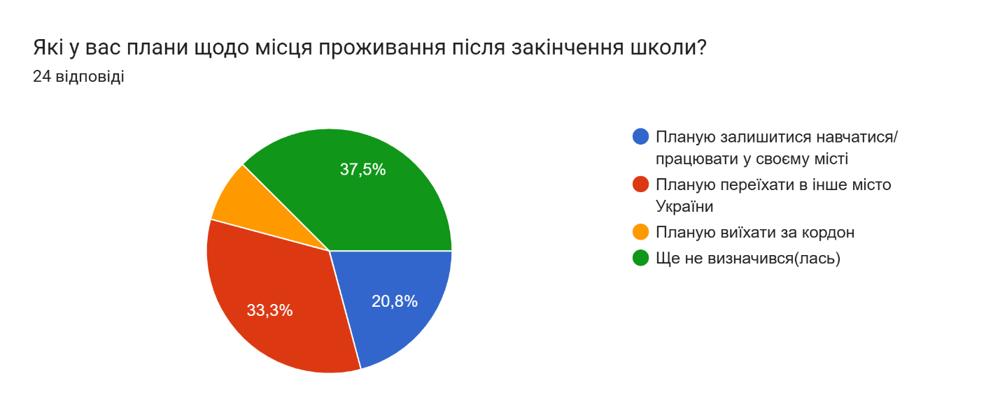 Які у вас плани щодо місця проживання після закінчення школи?
24 відповіді
37,5%
33,3%
20,8%
Планую залишитися навчатися/
працювати у своєму місті
Планую переїхати в інше місто
України
Планую виїхати за кордон
Ще не визначився(лась)